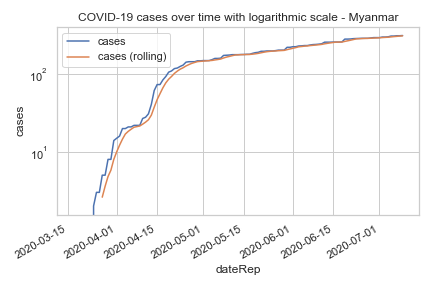 COVID-19 cases over time with logarithmic scale - Myanmar
cases
cases (rolling)
10²
10¹
cases
2020-03-15
2020-04-01
2020-04-15
2020-05-01
2020-05-15
2020-06-01
2020-06-15
2020-07-01
dateRep